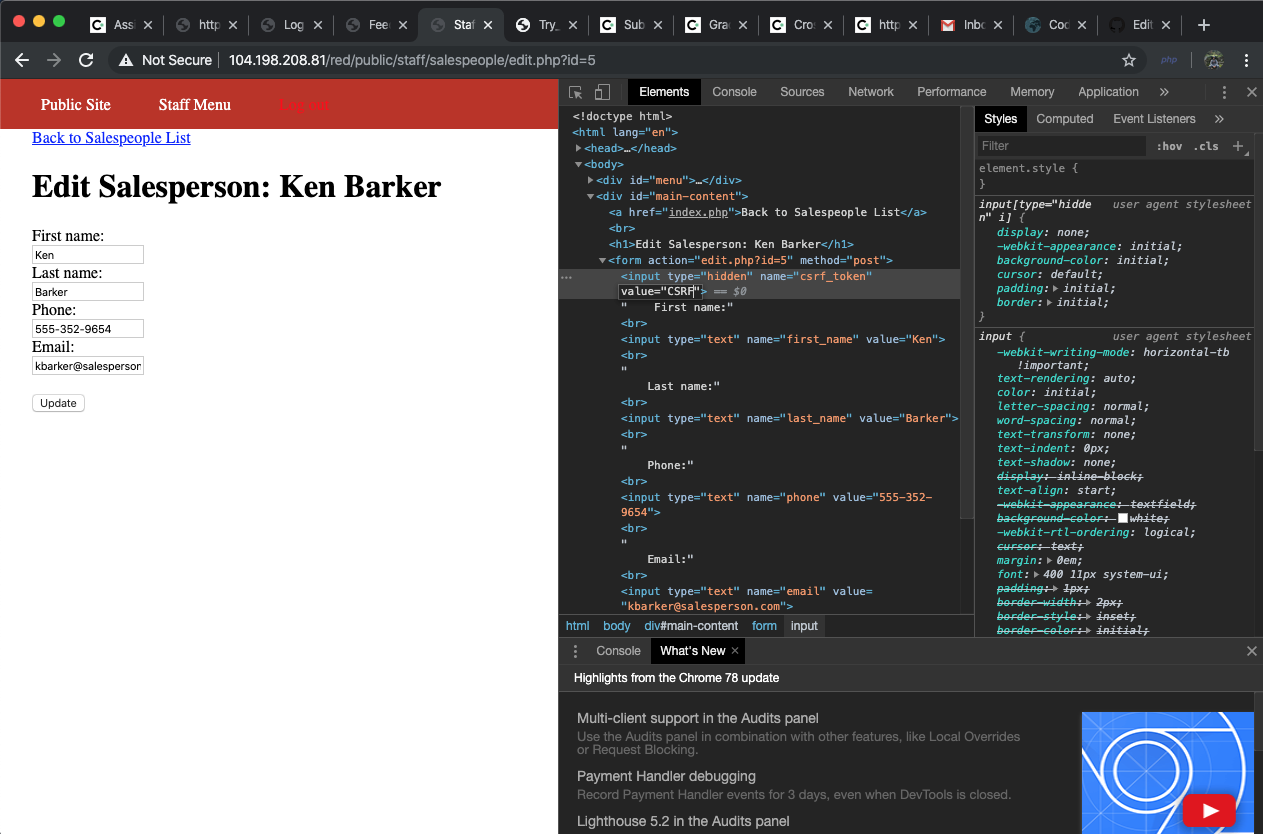 Assi
http
Log
Fee
Staf
Try_
Sub
Gra
Cro
http
Inbo
Cod
Edit
Not Secure 104.198.208.81/red/public/staff/salespeople/edit.php?id=5 php
Public Site Staff Menu Log out
Back to Salespeople List
Edit Salesperson: Ken Barker
First name:
Ken
Last name:
Barker
Phone:
555-352-9654
Email:
kbarker@salesperson
Update
Elements Console Sources Network Performance Memory Application »
<!doctype html>
<html lang="en">
<head>…</head>
<body>
<div id="menu">…</div>
<div id="main-content">
<a href="index.php">Back to Salespeople List</a>
<br>
<h1>Edit Salesperson: Ken Barker</h1>
<form action="edit.php?id=5" method="post">
<input type="hidden" name="csrf_token"
value="CSRF"> == $0
" First name:"
<br>
<input type="text" name="first_name" value="Ken">
<br>
"
Last name:"
<br>
<input type="text" name="last_name" value="Barker">
<br>
"
Phone:"
<br>
<input type="text" name="phone" value="555-352-
9654">
<br>
"
Email:"
<br>
<input type="text" name="email" value=
"kbarker@salesperson.com">
html body div#main-content form input
Styles Computed Event Listeners »
Filter :hov .cls +
element.style {
}
input[type="hidde user agent stylesheet
n" i] {
display: none;
-webkit-appearance: initial;
background-color: initial;
cursor: default;
padding: initial;
border: initial;
}
input { user agent stylesheet
-webkit-writing-mode: horizontal-tb
!important;
text-rendering: auto;
color: initial;
letter-spacing: normal;
word-spacing: normal;
text-transform: none;
text-indent: 0px;
text-shadow: none;
display: inline-block;
text-align: start;
-webkit-appearance: textfield;
background-color: white;
-webkit-rtl-ordering: logical;
cursor: text;
margin: 0em;
font: 400 11px system-ui;
padding: 1px;
border-width: 2px;
border-style: inset;
border-color: initial;
Console What's New
Highlights from the Chrome 78 update
Multi-client support in the Audits panel
Use the Audits panel in combination with other features, like Local Overrides
or Request Blocking.
Payment Handler debugging
Record Payment Handler events for 3 days, even when DevTools is closed.
Lighthouse 5.2 in the Audits panel